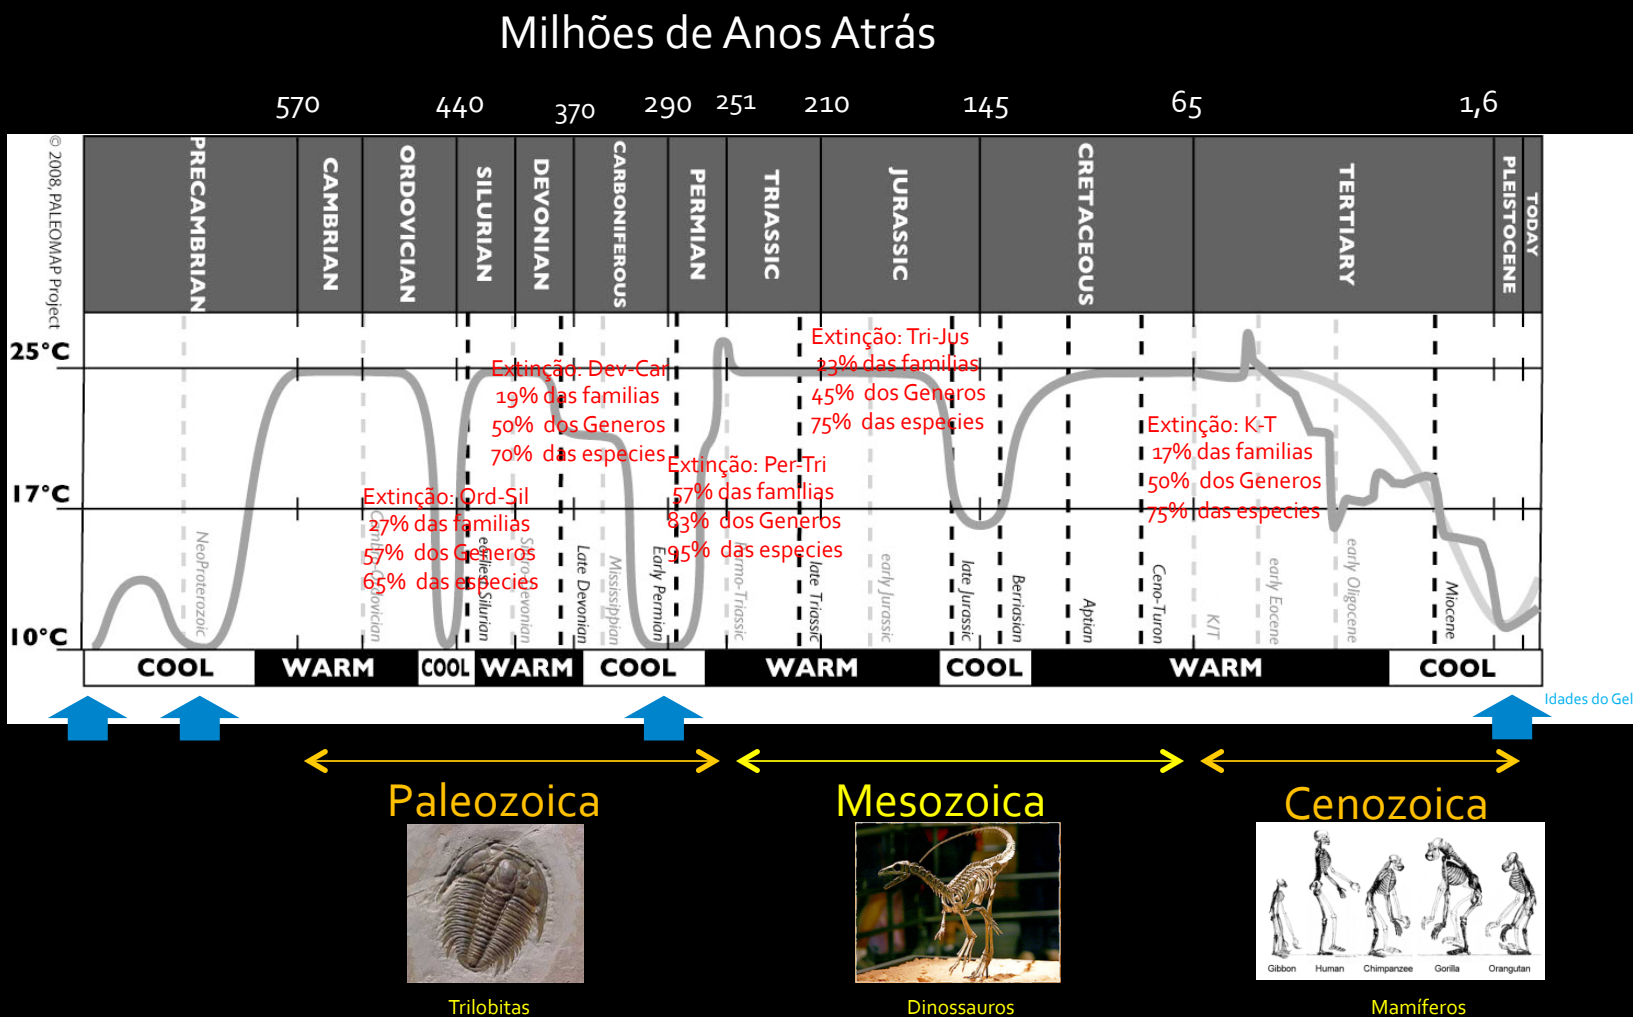 Milhões de Anos Atrás
570 440 370 290 251 210 145 65 1,6
© 2008, PALEOMAP Project
PRECAMBRIAN
CAMBRIAN
ORDOVICIAN
SILURIAN
DEVONIAN
CARBONIFEROUS
PERMIAN
TRIASSIC
JURASSIC
CRETACEOUS
TERTIARY
PLEISTOCENE
TODAY
25°C
17°C
10°C
Extinção: Ord-Sil
27% das familias
57% dos Generos
65% das especies
Extinção: Dev-Car
19% das familias
50% dos Generos
70% das especies
Extinção: Per-Tri
57% das famílias
83% dos Generos
95% das especies
Extinção: Tri-Jus
23% das familias
45% dos Generos
75% das especies
Extinção: K-T
17% das familias
50% dos Generos
75% das especies
NeoProterozoic
earliest Silurian
Late Devonian
Mississippian
Early Permian
late Triassic
early Jurassic
late Jurassic
Berriasian
Aptian
Ceno-Turon
K/T
early Eocene
early Oligocene
Miocene
COOL WARM COOL WARM COOL WARM COOL WARM COOL
Idades do Gel
Paleozoica
Mesozoica
Cenozoica
Gibbon Human Chimpanzee Gorilla Orangutan
Trilobitas
Dinossauros
Mamíferos